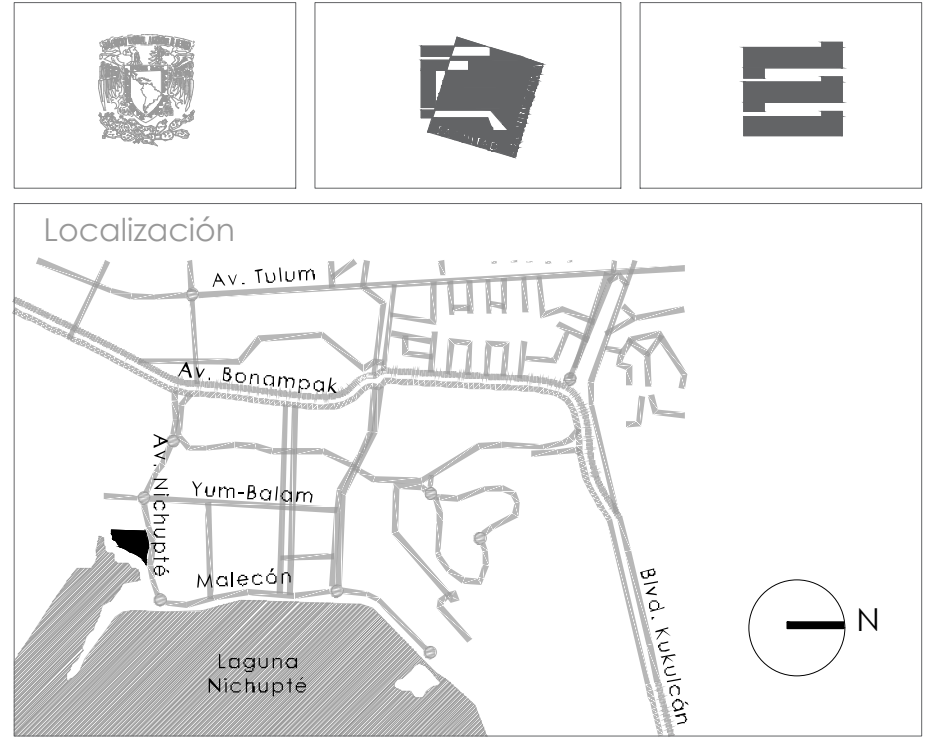 Localización
Av. Tulum
Av. Bonampak
Av. Nichupté
Yum-Balam
Malecón
Blvd. Kukulcán
N
Laguna
Nichupté